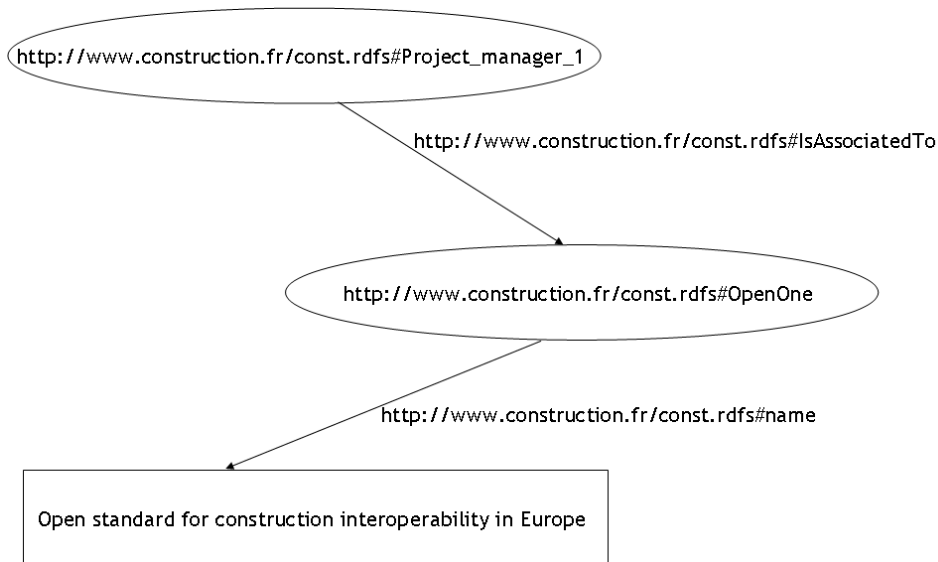 http://www.construction.fr/const.rdfs#Project_manager_1
http://www.construction.fr/const.rdfs#IsAssociatedTo
http://www.construction.fr/const.rdfs#OpenOne
http://www.construction.fr/const.rdfs#name
Open standard for construction interoperability in Europe